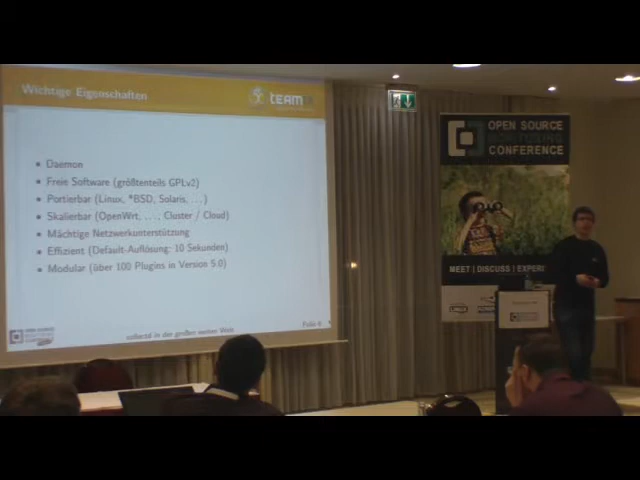 Wichtige Eigenschaften
TEAM
• Daemon
• Freie Software (größtenteils GPLv2)
• Portierbar (Linux, *BSD, Solaris, ...)
• Skalierbar (OpenWrt, ..., Cluster / Cloud)
• Mächtige Netzwerkunterstützung
• Effizient (Default-Auflösung: 10 Sekunden)
• Modular (über 100 Plugins in Version 5.0)
collectd in der großen weiten Welt
Folie 6
OPEN SOURCE
MONITORING
CONFERENCE
MEET | DISCUSS | EXPERI